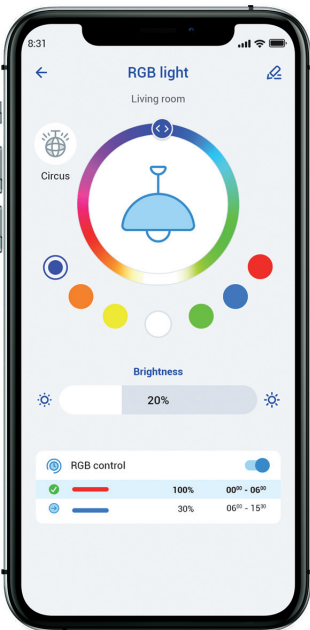 8:31
RGB light
Living room
Circus
Brightness
20%
RGB control
100% 00⁰⁰ - 06⁰⁰
30% 06⁰⁰ - 15³⁰